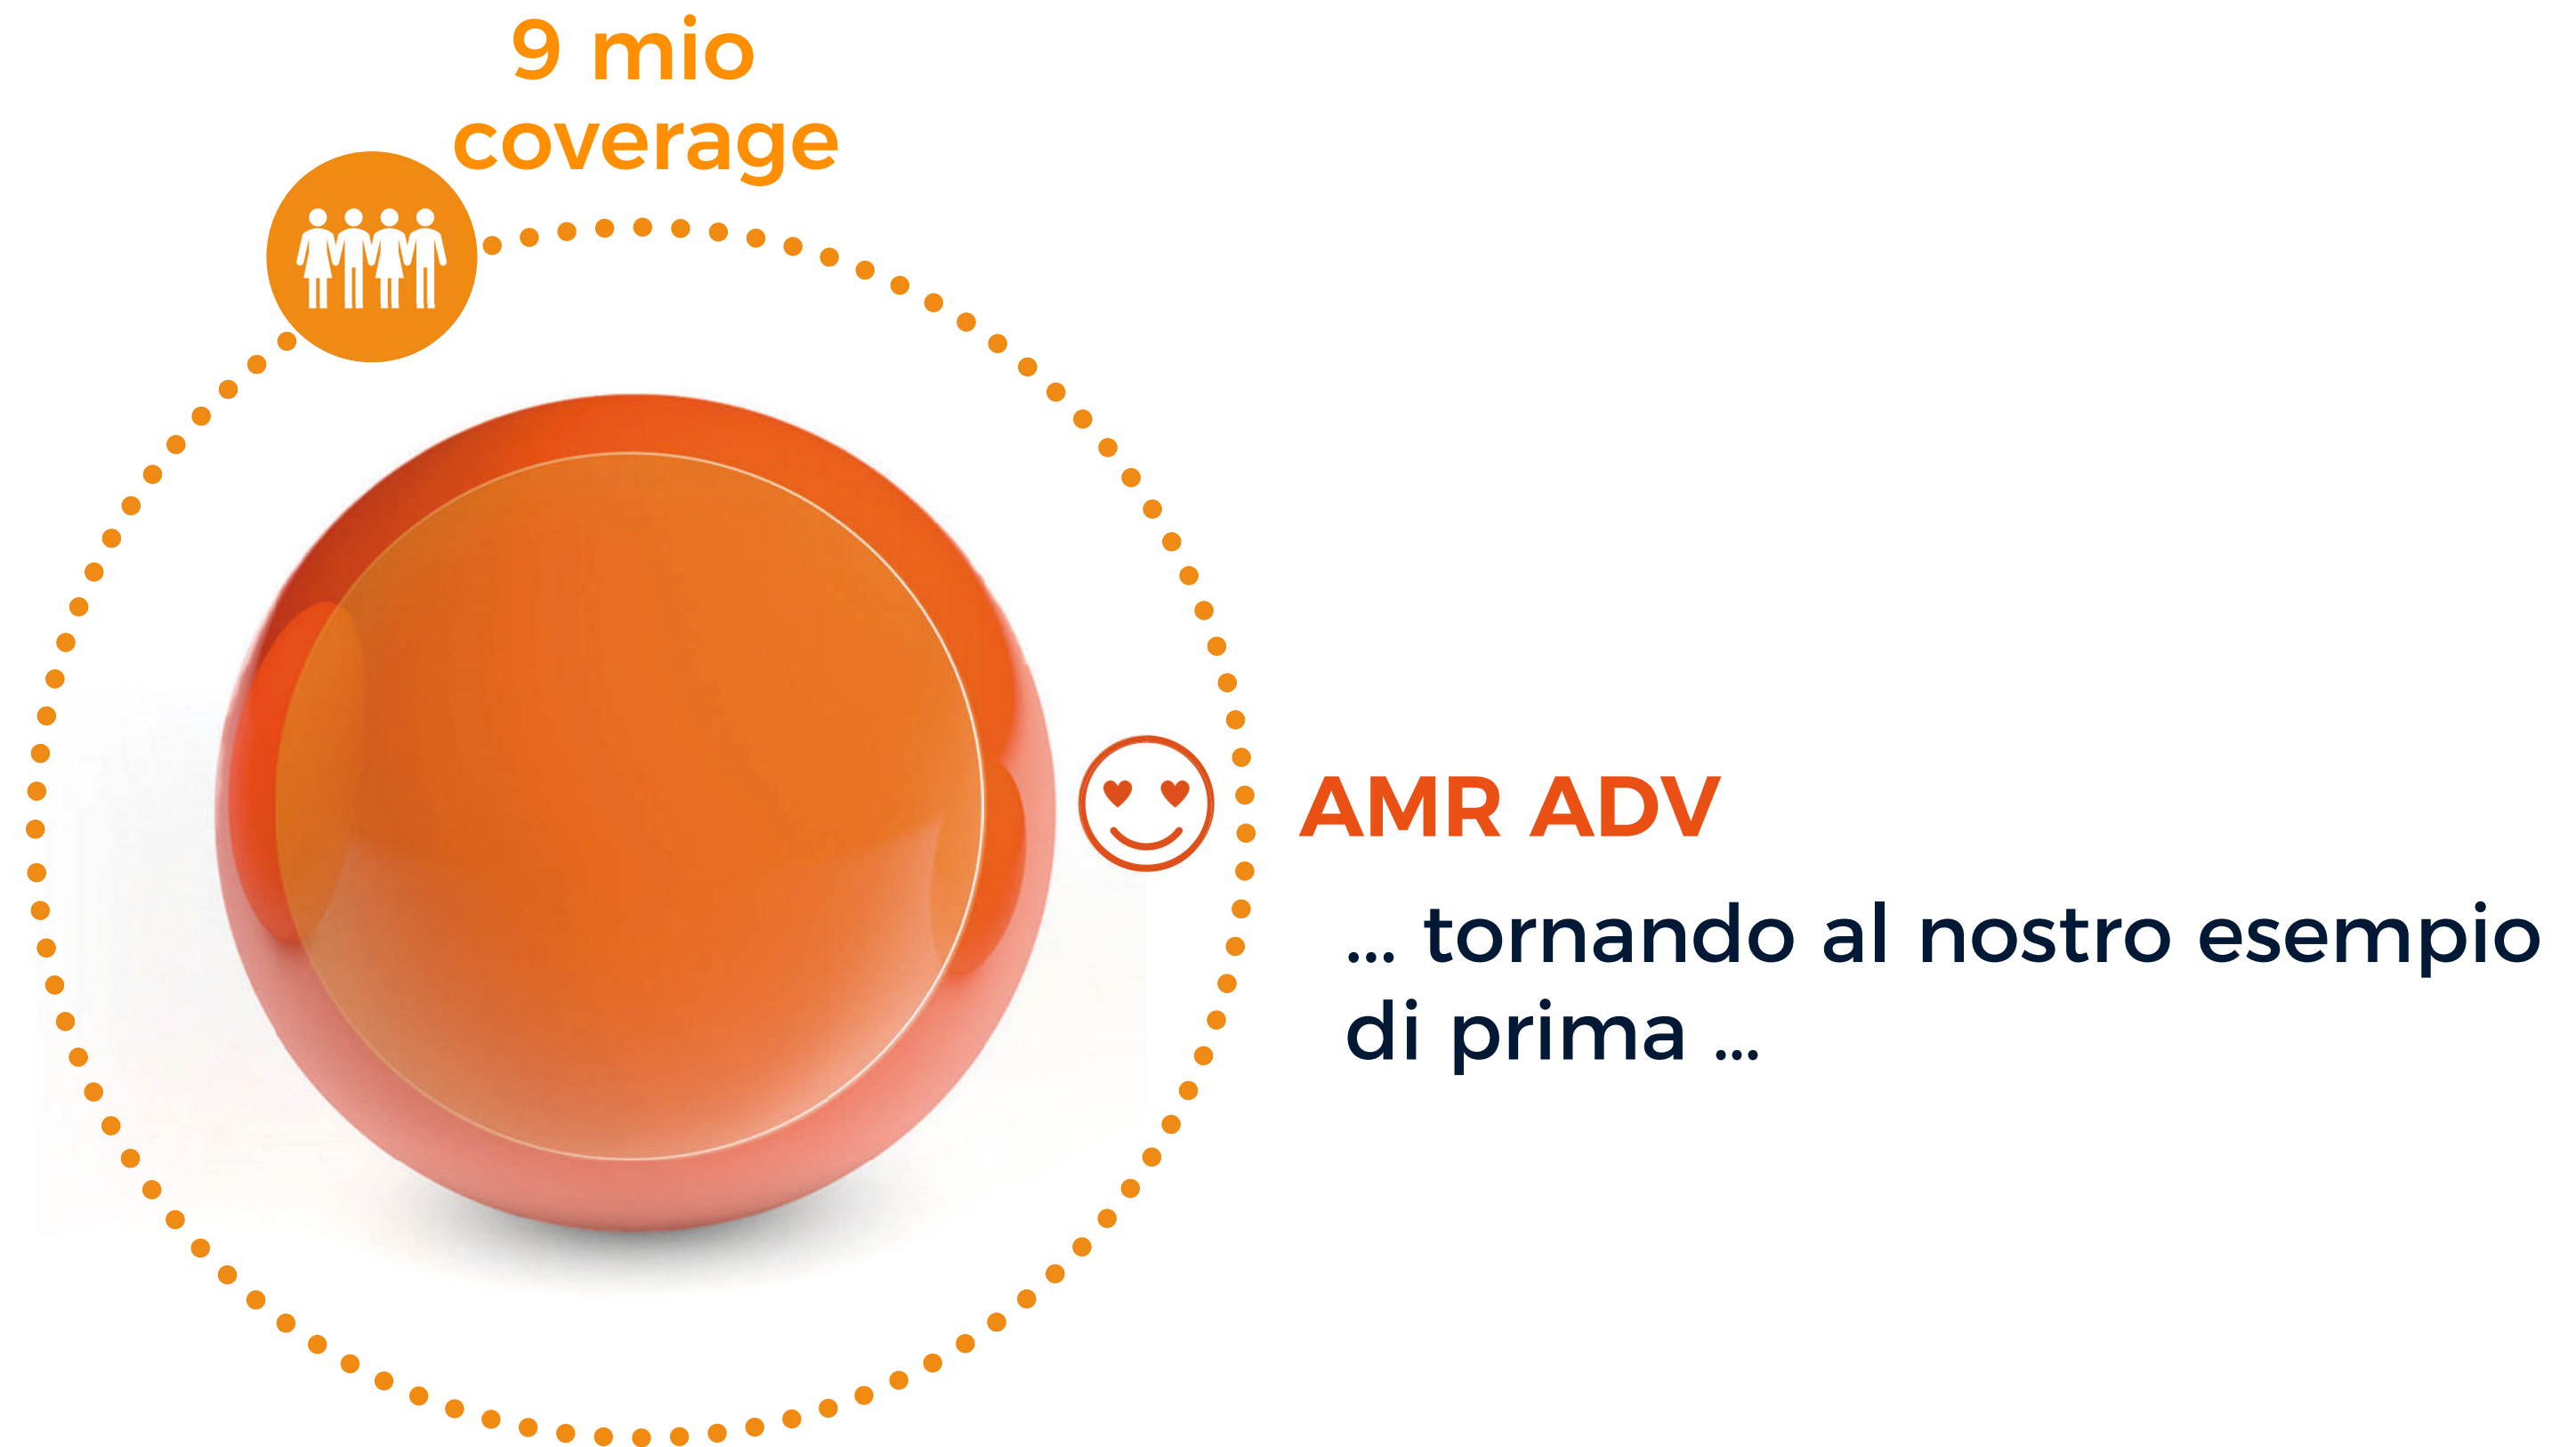 9 mio
coverage
AMR ADV
... tornando al nostro esempio
di prima ...